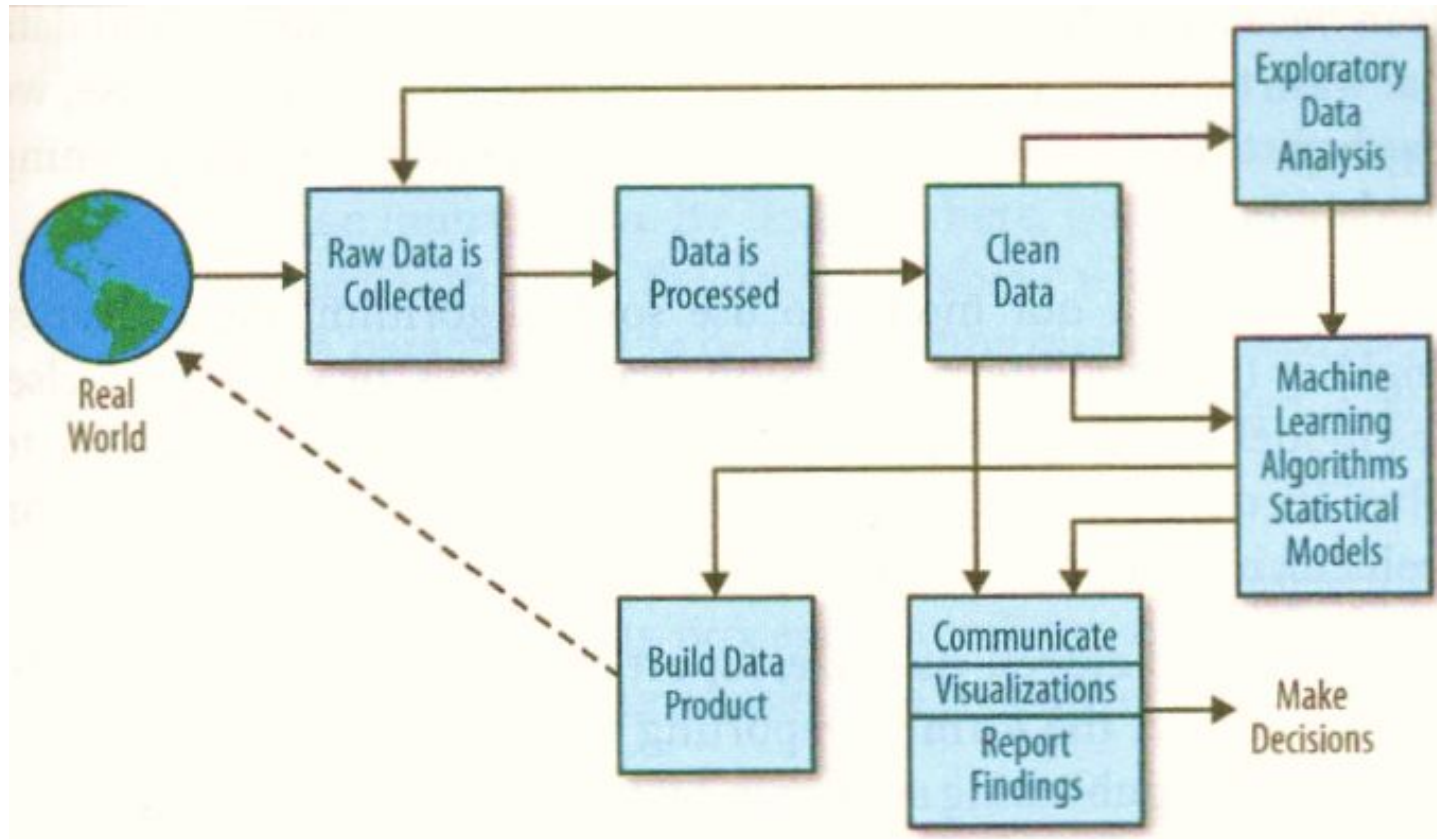 Exploratory
Data
Analysis
Raw Data is
Collected
Data is
Processed
Clean
Data
Real
World
Machine
Learning
Algorithms
Statistical
Models
Build Data
Product
Communicate
Visualizations
Report
Findings
Make
Decisions